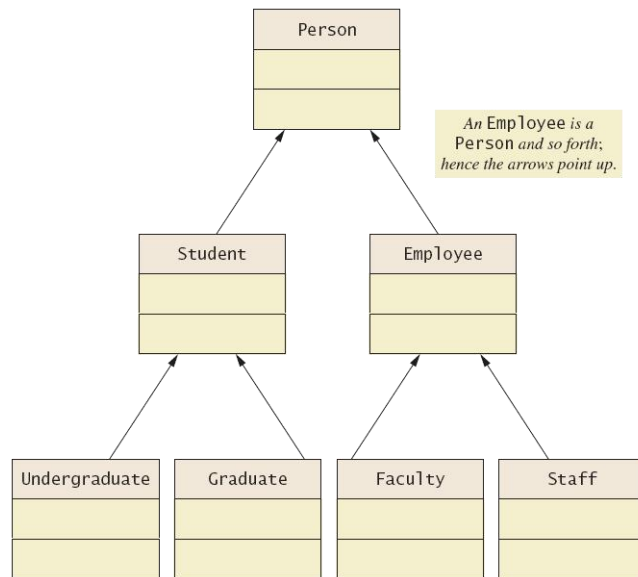 Person
An Employee is a
Person and so forth;
hence the arrows point up.
Student
Employee
Undergraduate
Graduate
Faculty
Staff